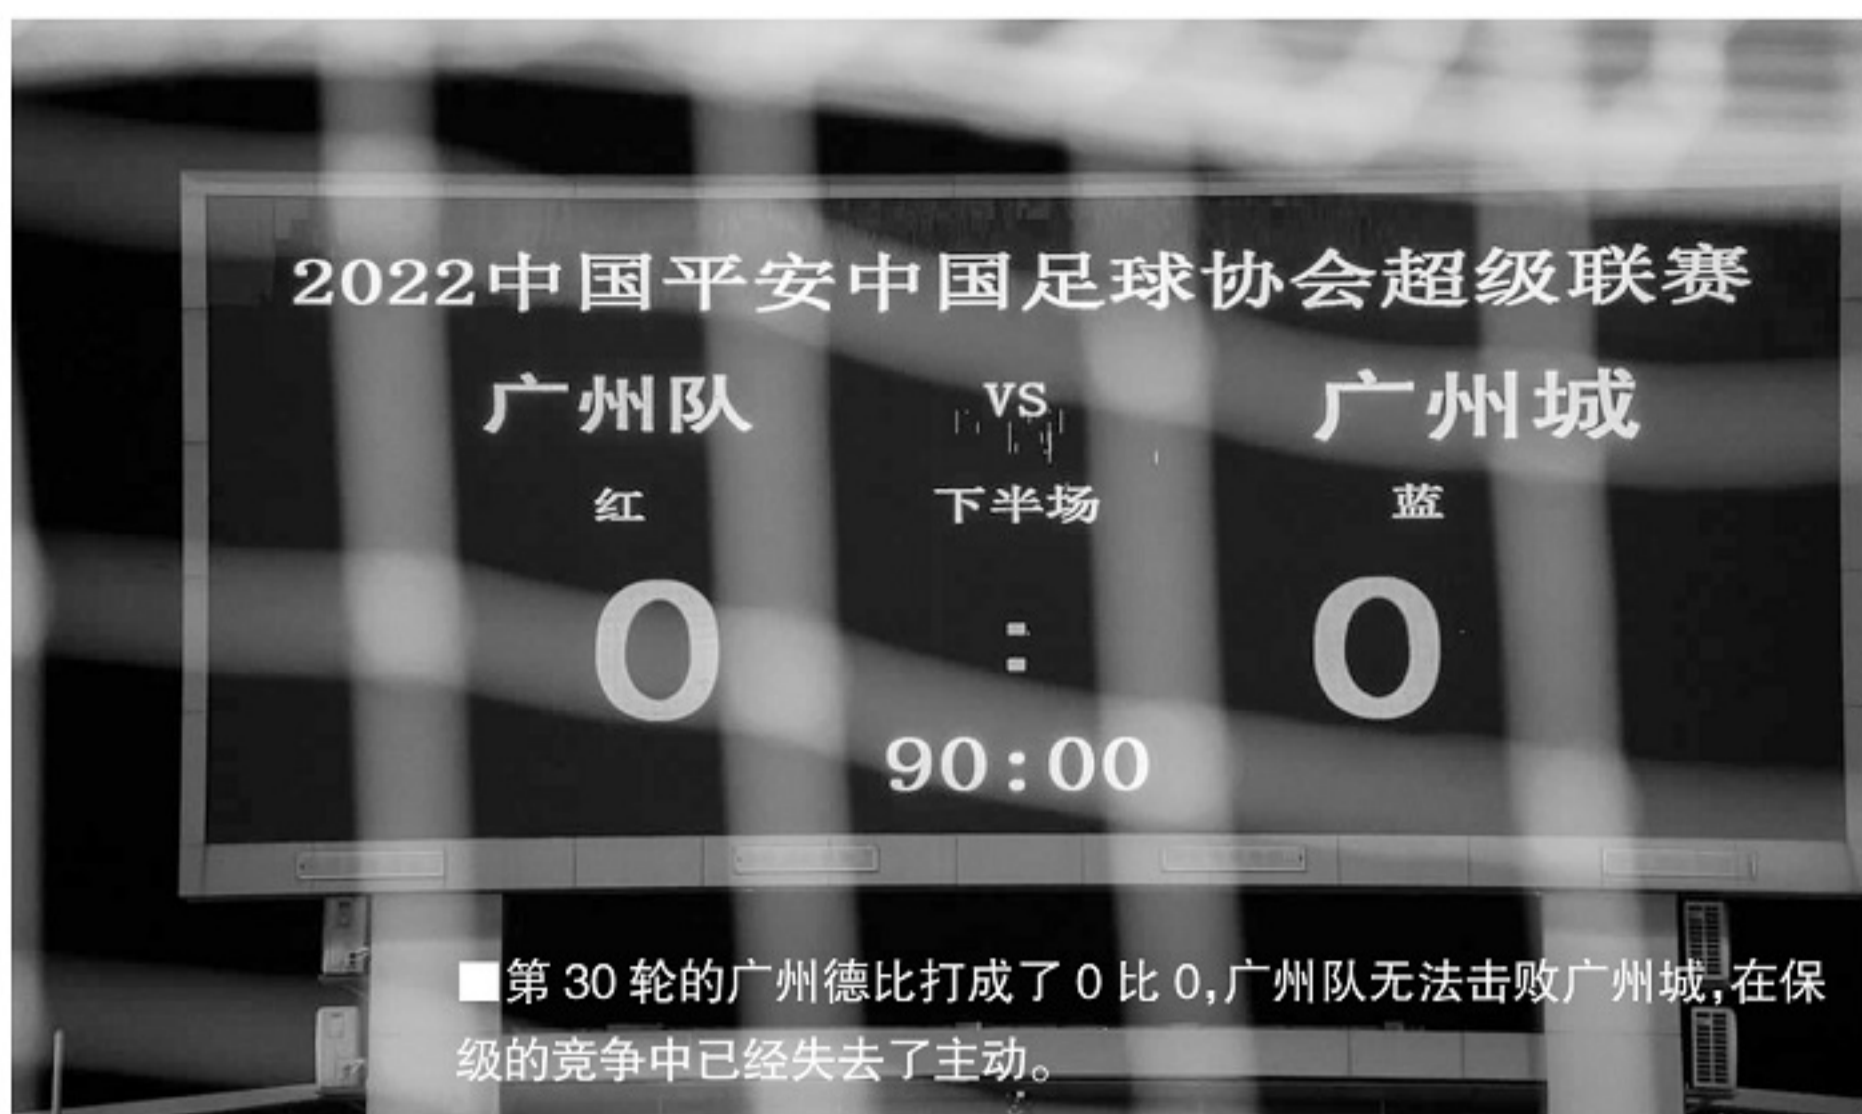 2022中国平安中国足球协会超级联赛
广州队 VS 广州城
红 下半场 蓝
0 : 0
90:00
■第 30 轮的广州德比打成了 0 比 0,广州队无法击败广州城,在保
级的竞争中已经失去了主动。